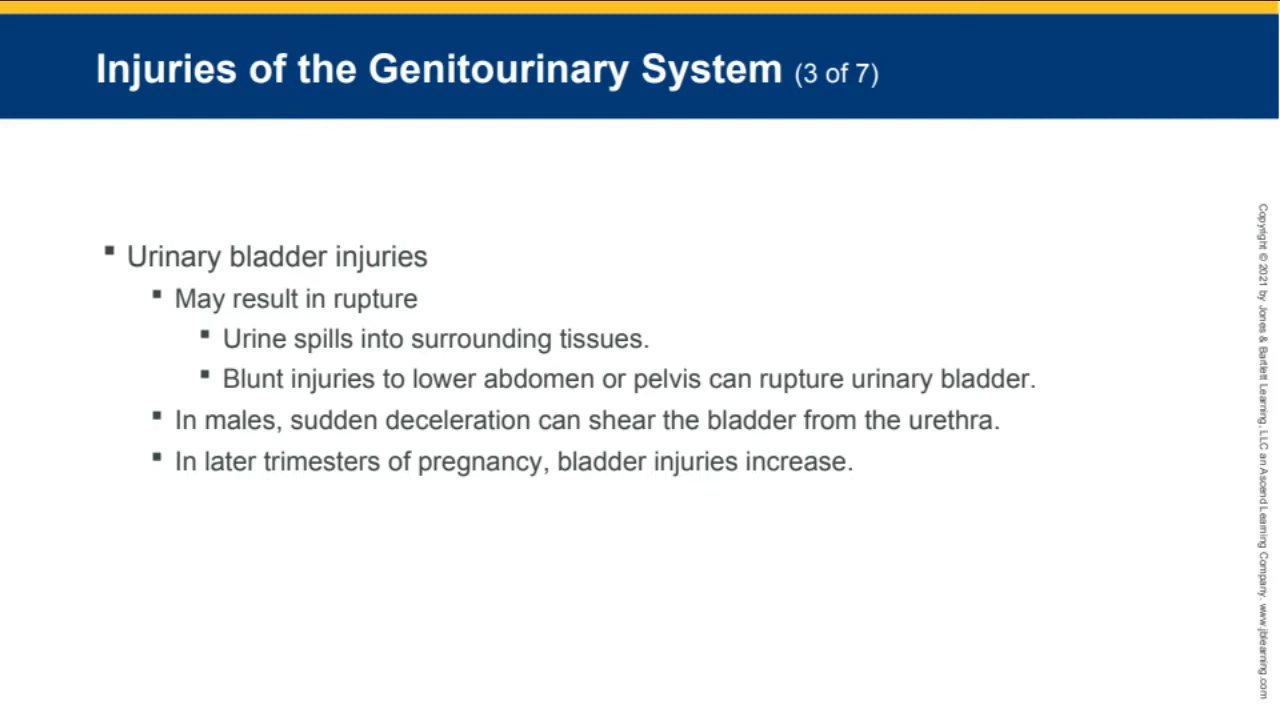 Injuries of the Genitourinary System (3 of 7)
▪ Urinary bladder injuries
▪ May result in rupture
▪ Urine spills into surrounding tissues.
▪ Blunt injuries to lower abdomen or pelvis can rupture urinary bladder.
▪ In males, sudden deceleration can shear the bladder from the urethra.
▪ In later trimesters of pregnancy, bladder injuries increase.
Copyright © 2021 by Jones & Bartlett Learning, LLC an Ascend Learning Company. www.jblearning.com